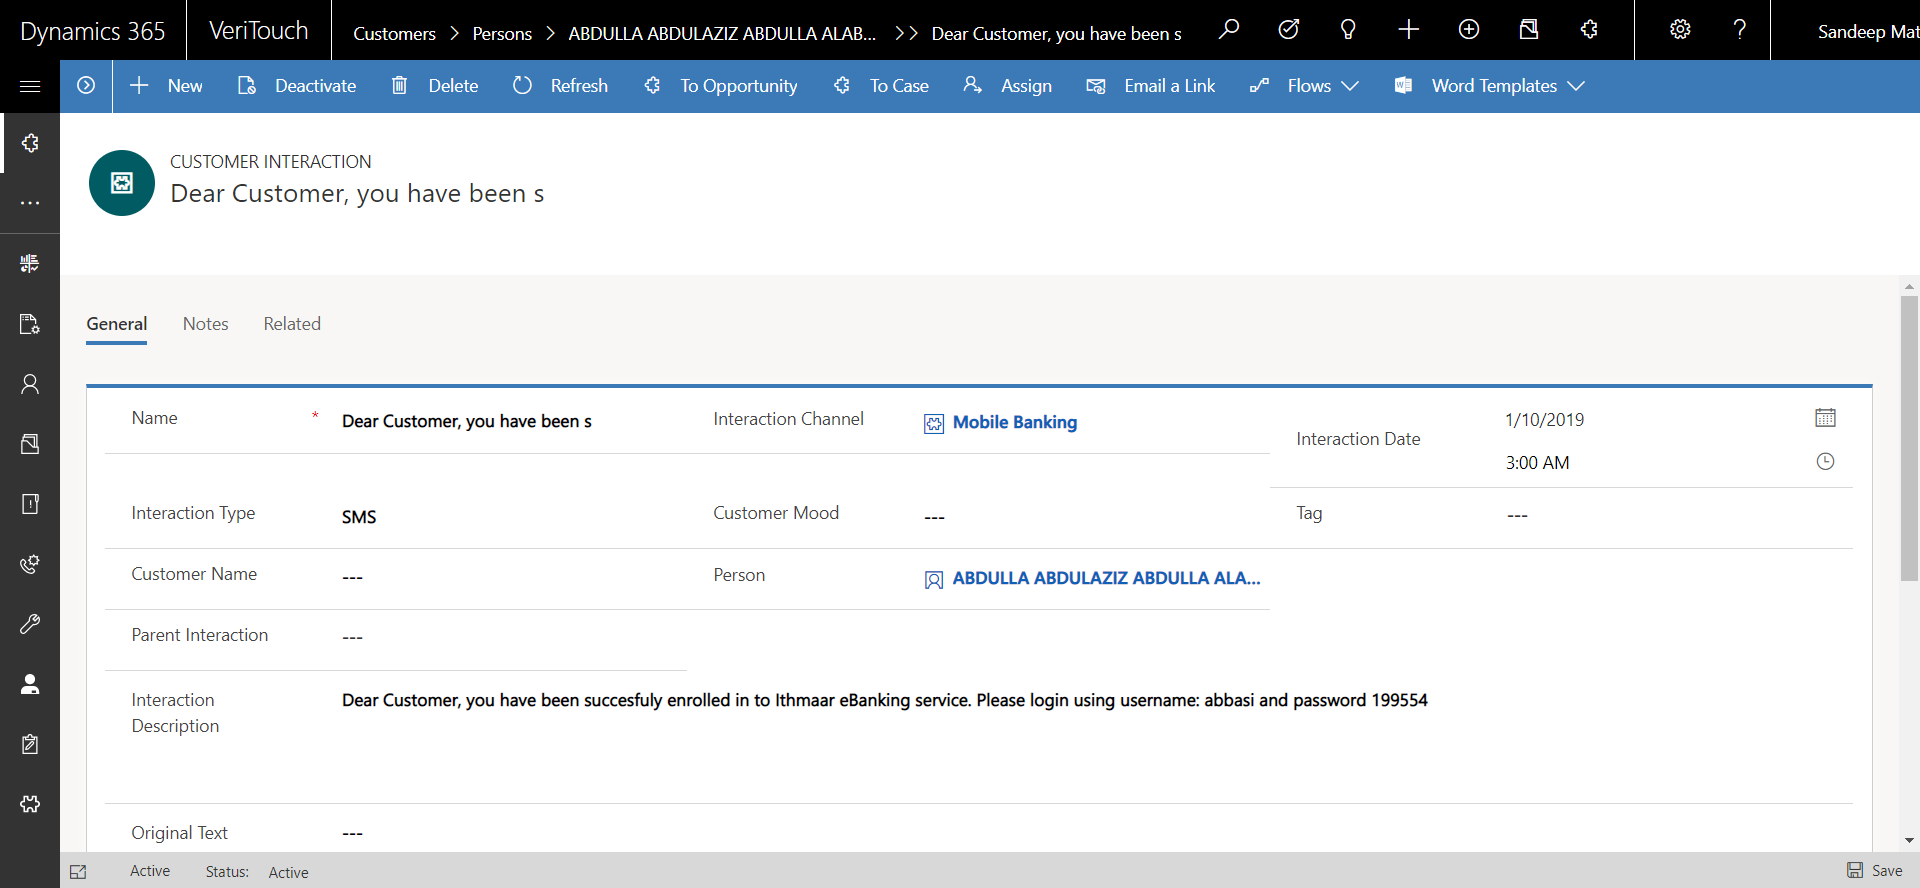 Dynamics 365
VeriTouch
Customers > Persons > ABDULLA ABDULAZIZ ABDULLA ALAB... >> Dear Customer, you have been s
Sandeep Mat
New
Deactivate
Delete
Refresh
To Opportunity
To Case
Assign
Email a Link
Flows
Word Templates
CUSTOMER INTERACTION
Dear Customer, you have been s
General
Notes
Related
Name * Dear Customer, you have been s
Interaction Channel Mobile Banking
Interaction Date 1/10/2019
3:00 AM
Interaction Type SMS
Customer Mood ---
Tag ---
Customer Name ---
Person ABDULLA ABDULAZIZ ABDULLA ALA...
Parent Interaction ---
Interaction Description
Dear Customer, you have been succesfuly enrolled in to Ithmaar eBanking service. Please login using username: abbasi and password 199554
Original Text ---
Active
Status: Active
Save